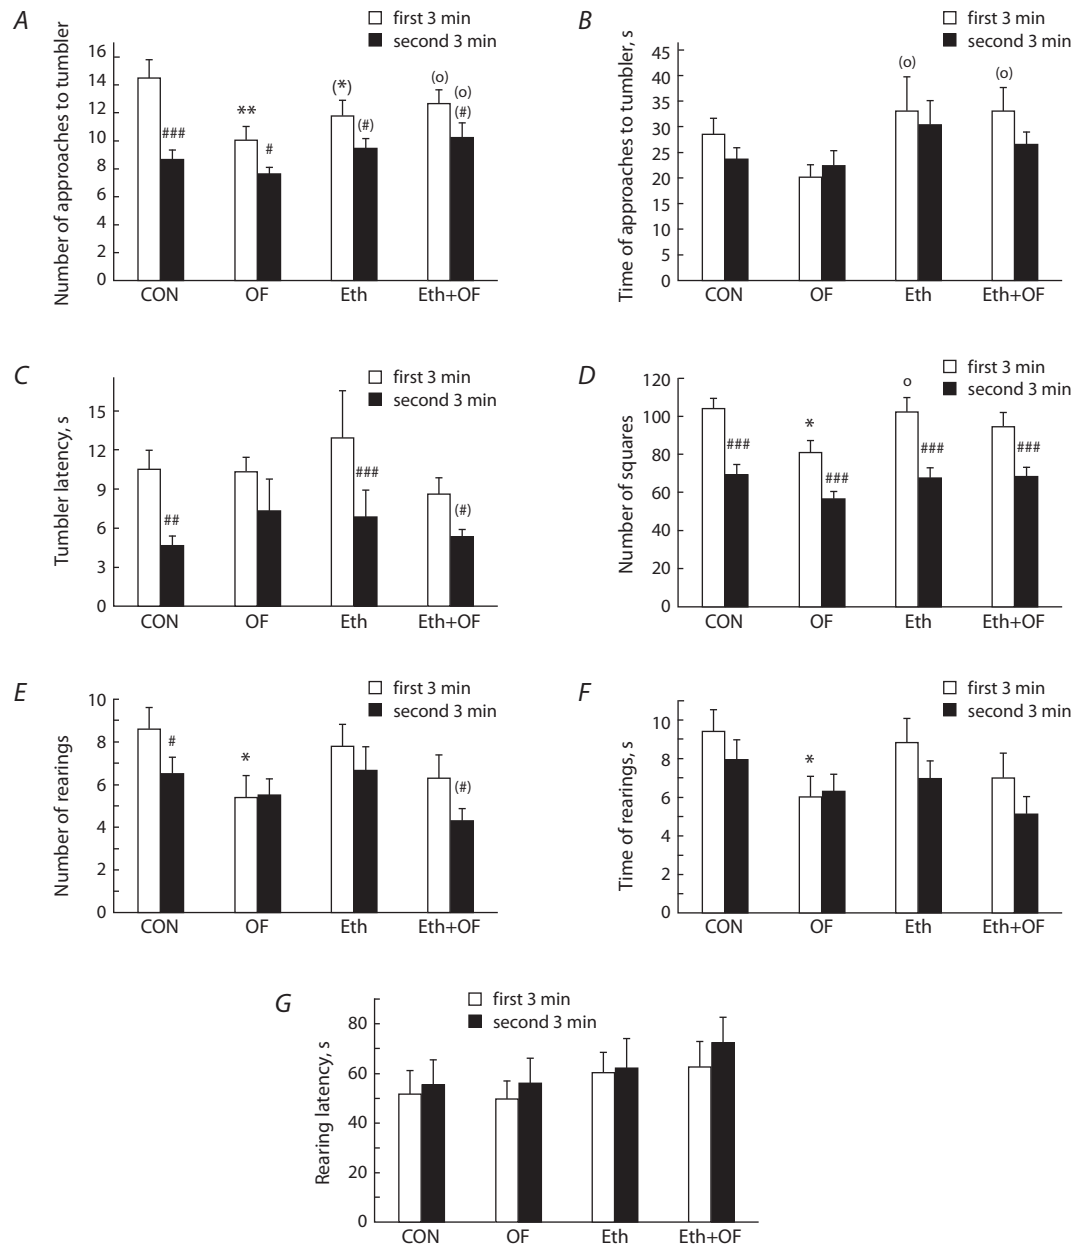 A
first 3 min
second 3 min
Number of approaches to tumbler
16
14
12
10
8
6
4
2
0
###
**
#
(*)
(#)
(o)
(o)
(#)
CON OF Eth Eth+OF
B
first 3 min
second 3 min
Time of approaches to tumbler, s
45
40
35
30
25
20
15
10
5
0
(o)
(o)
CON OF Eth Eth+OF
C
first 3 min
second 3 min
Tumbler latency, s
15
12
9
6
3
0
##
###
(#)
CON OF Eth Eth+OF
D
first 3 min
second 3 min
Number of squares
120
100
80
60
40
20
0
###
*
###
o
###
###
CON OF Eth Eth+OF
E
first 3 min
second 3 min
Number of rearings
10
8
6
4
2
0
#
*
(#)
CON OF Eth Eth+OF
F
first 3 min
second 3 min
Time of rearings, s
10
8
6
4
2
0
*
CON OF Eth Eth+OF
G
first 3 min
second 3 min
Rearing latency, s
80
60
40
20
0
CON OF Eth Eth+OF